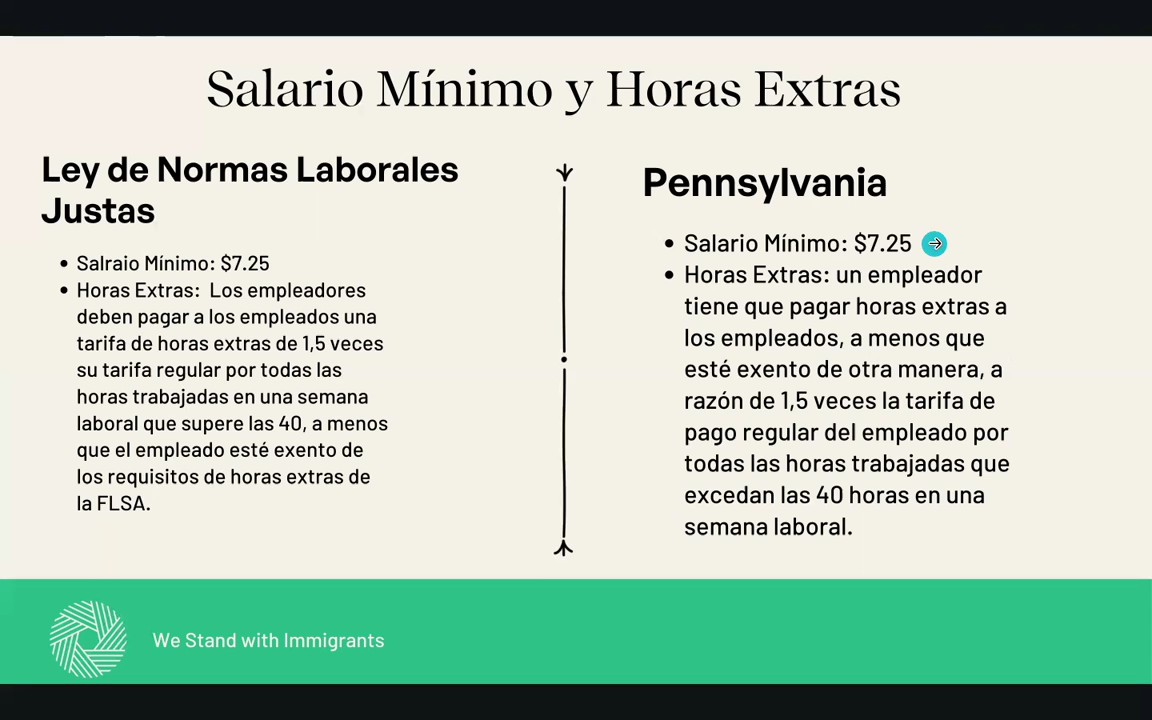 Salario Mínimo y Horas Extras
Ley de Normas Laborales
Justas
• Salraio Mínimo: $7.25
• Horas Extras: Los empleadores
deben pagar a los empleados una
tarifa de horas extras de 1,5 veces
su tarifa regular por todas las
horas trabajadas en una semana
laboral que supere las 40, a menos
que el empleado esté exento de
los requisitos de horas extras de
la FLSA.
Pennsylvania
• Salario Mínimo: $7.25
• Horas Extras: un empleador
tiene que pagar horas extras a
los empleados, a menos que
esté exento de otra manera, a
razón de 1,5 veces la tarifa de
pago regular del empleado por
todas las horas trabajadas que
excedan las 40 horas en una
semana laboral.
We Stand with Immigrants